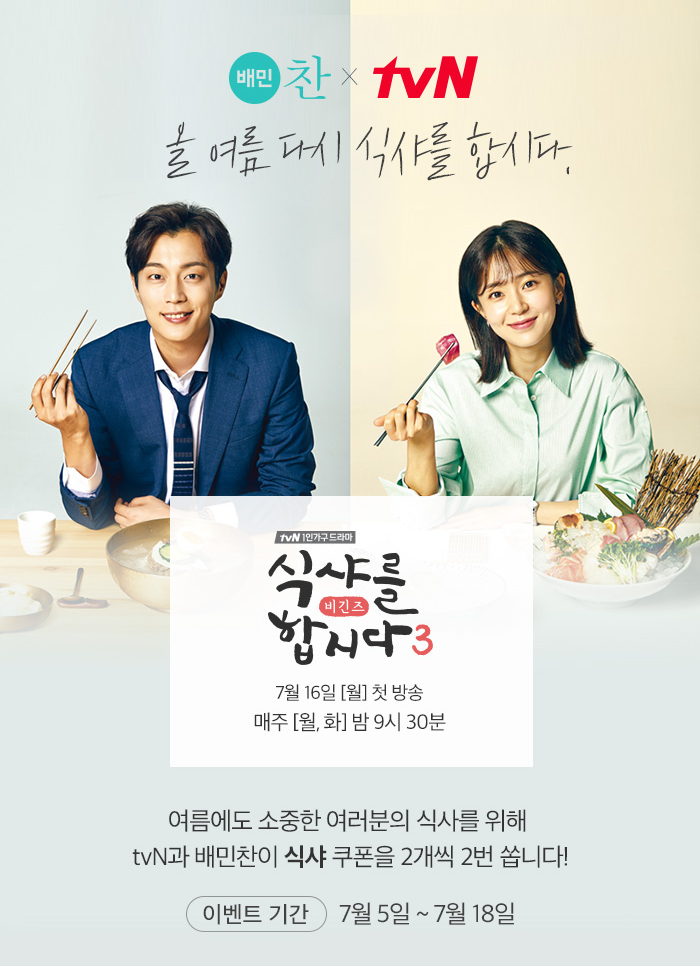 배민 찬 × tvN
올 여름 다시 식샤를 합시다.
tvN 1인가구 드라마
식샤를
비긴즈
합시다3
7월 16일 [월] 첫 방송
매주 [월, 화] 밤 9시 30분
여름에도 소중한 여러분의 식사를 위해
tvN과 배민찬이 식샤 쿠폰을 2개씩 2번 쏩니다!
이벤트 기간 7월 5일 ~ 7월 18일